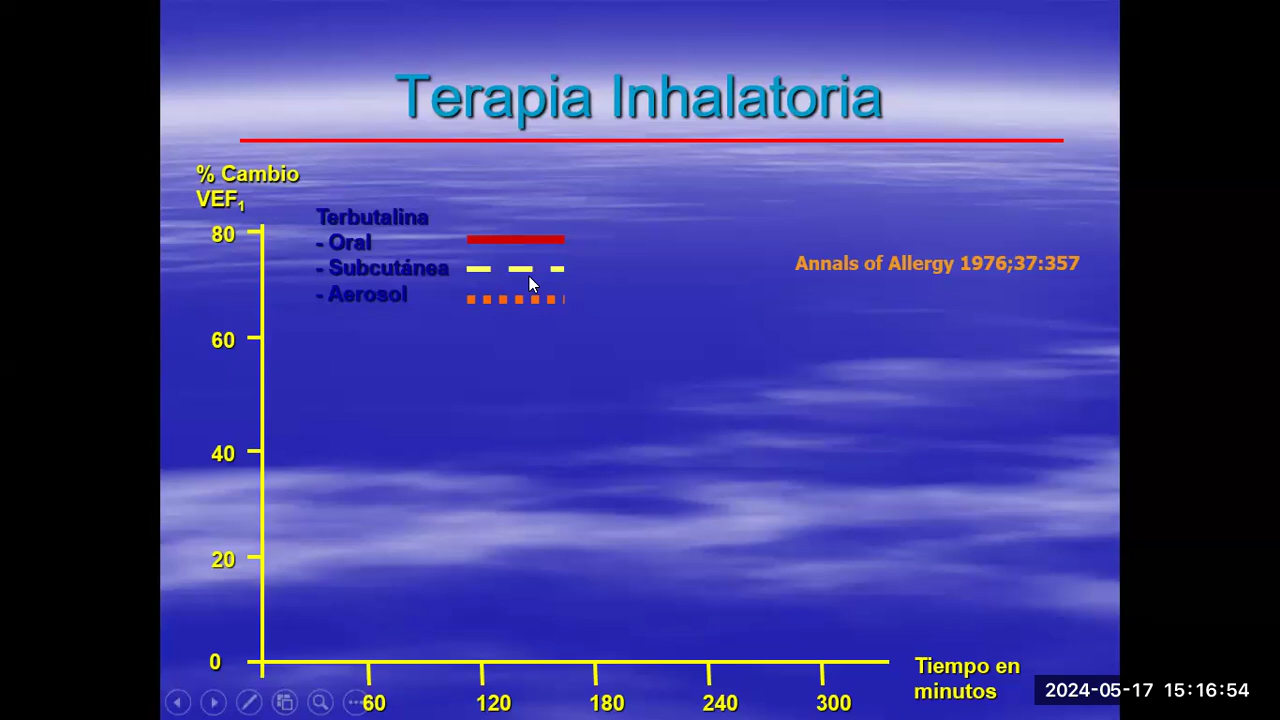 Terapia Inhalatoria
% Cambio
VEF1
Terbutalina
- Oral
- Subcutánea
- Aerosol
Annals of Allergy 1976;37:357
80
60
40
20
0
60 120 180 240 300
Tiempo en
minutos
2024-05-17 15:16:54